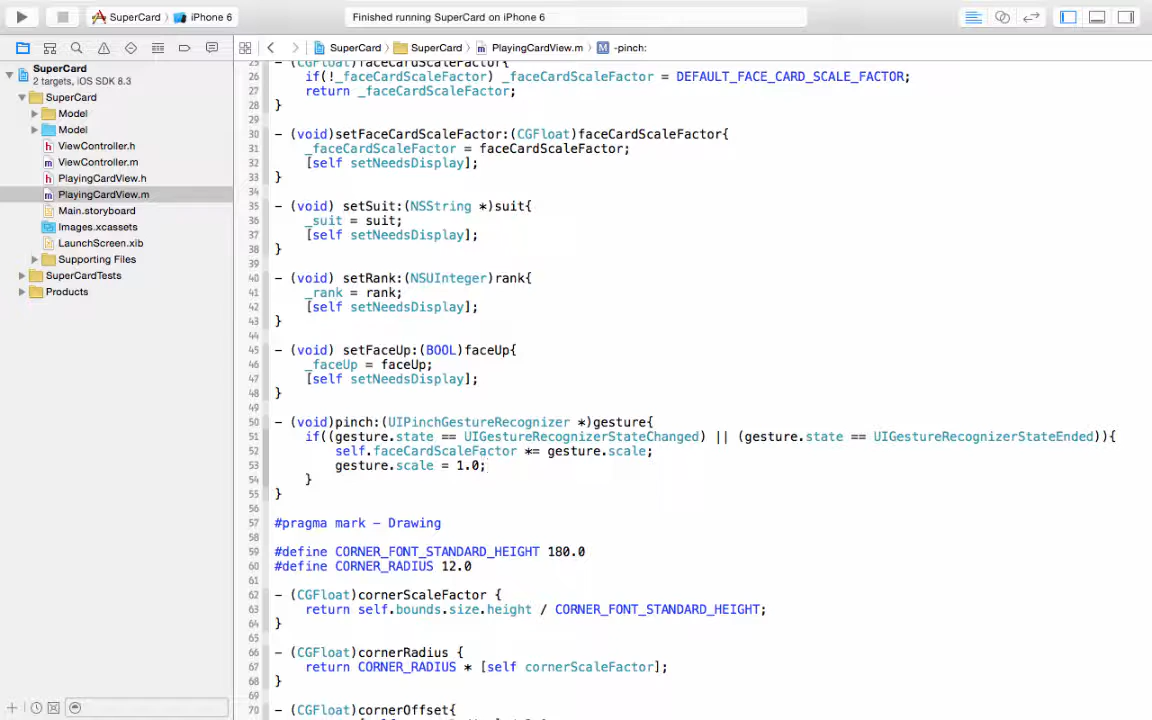 SuperCard iPhone 6 Finished running SuperCard on iPhone 6
SuperCard SuperCard PlayingCardView.m M -pinch:
SuperCard
2 targets, iOS SDK 8.3
SuperCard
Model
Model
h ViewController.h
m ViewController.m
h PlayingCardView.h
m PlayingCardView.m
Main.storyboard
Images.xcassets
LaunchScreen.xib
Supporting Files
SuperCardTests
Products
25 - (CGFloat)faceCardScaleFactor{
26 if(!_faceCardScaleFactor) _faceCardScaleFactor = DEFAULT_FACE_CARD_SCALE_FACTOR;
27 return _faceCardScaleFactor;
28 }
29
30 - (void)setFaceCardScaleFactor:(CGFloat)faceCardScaleFactor{
31 _faceCardScaleFactor = faceCardScaleFactor;
32 [self setNeedsDisplay];
33 }
34
35 - (void) setSuit:(NSString *)suit{
36 _suit = suit;
37 [self setNeedsDisplay];
38 }
39
40 - (void) setRank:(NSUInteger)rank{
41 _rank = rank;
42 [self setNeedsDisplay];
43 }
44
45 - (void) setFaceUp:(BOOL)faceUp{
46 _faceUp = faceUp;
47 [self setNeedsDisplay];
48 }
49
50 - (void)pinch:(UIPinchGestureRecognizer *)gesture{
51 if((gesture.state == UIGestureRecognizerStateChanged) || (gesture.state == UIGestureRecognizerStateEnded)){
52 self.faceCardScaleFactor *= gesture.scale;
53 gesture.scale = 1.0;
54 }
55 }
56
57 #pragma mark - Drawing
58
59 #define CORNER_FONT_STANDARD_HEIGHT 180.0
60 #define CORNER_RADIUS 12.0
61
62 - (CGFloat)cornerScaleFactor {
63 return self.bounds.size.height / CORNER_FONT_STANDARD_HEIGHT;
64 }
65
66 - (CGFloat)cornerRadius {
67 return CORNER_RADIUS * [self cornerScaleFactor];
68 }
69
70 - (CGFloat)cornerOffset{